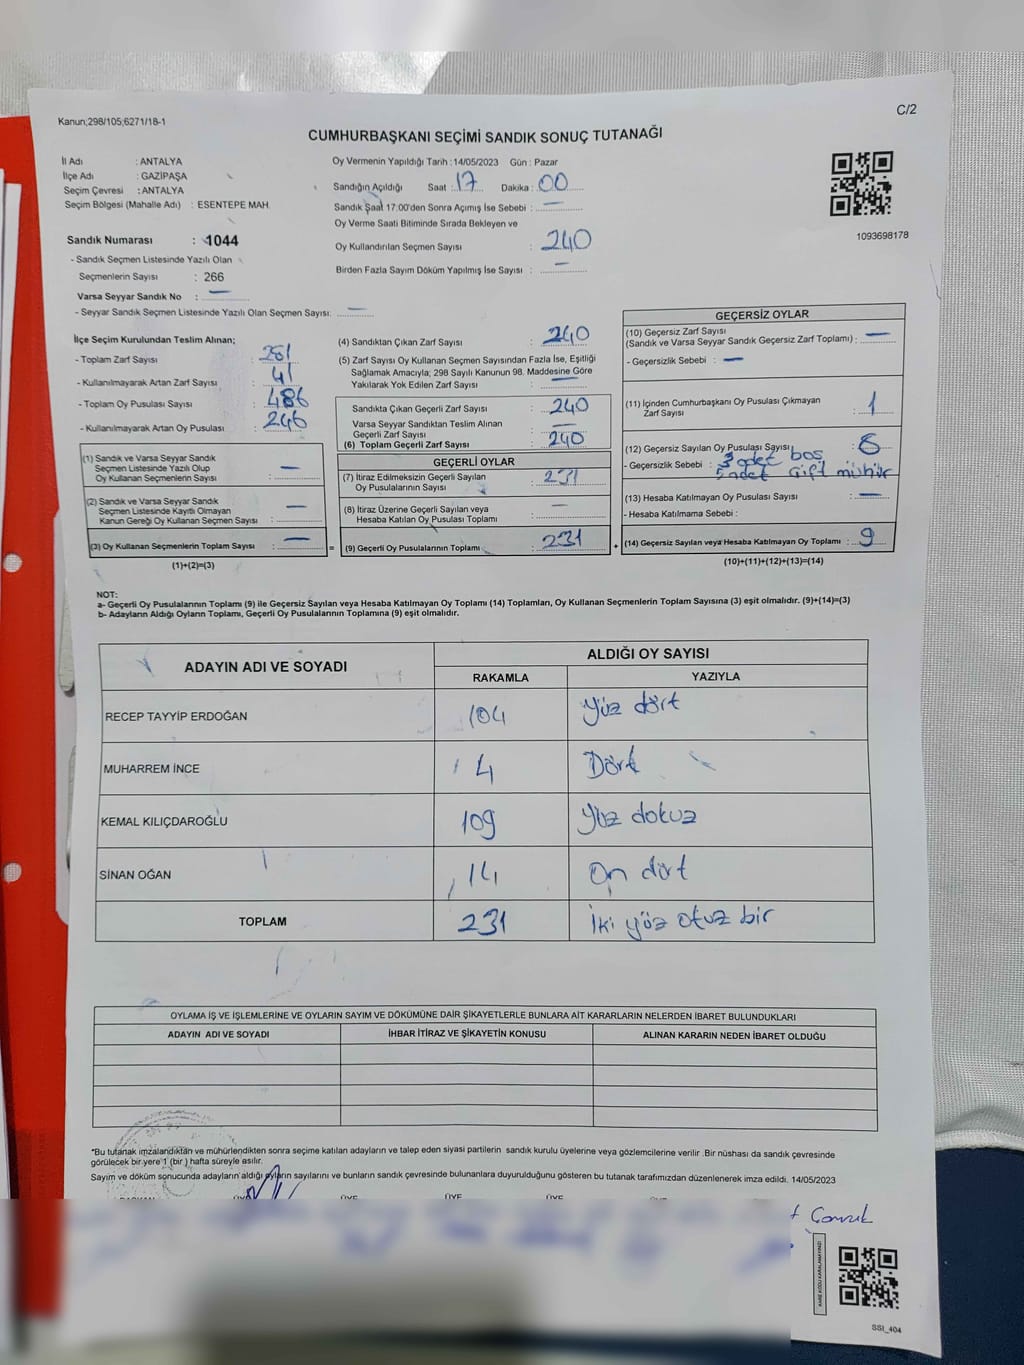 C/2
Kanun;298/105;6271/18-1
CUMHURBAŞKANI SEÇİMİ SANDIK SONUÇ TUTANAĞI
İl Adı : ANTALYA
İlçe Adı : GAZİPAŞA
Seçim Çevresi : ANTALYA
Seçim Bölgesi (Mahalle Adı) : ESENTEPE MAH.
Sandık Numarası : 1044
- Sandık Seçmen Listesinde Yazılı Olan
Seçmenlerin Sayısı : 266
Varsa Seyyar Sandık No : —
- Seyyar Sandık Seçmen Listesinde Yazılı Olan Seçmen Sayısı: —
Oy Vermenin Yapıldığı Tarih : 14/05/2023 Gün : Pazar
Sandığın Açıldığı Saat : 17 Dakika : 00
Sandık Saat 17:00'den Sonra Açımış İse Sebebi : —
Oy Verme Saati Bitiminde Sırada Bekleyen ve
Oy Kullandırılan Seçmen Sayısı : 240
Birden Fazla Sayım Döküm Yapılmış İse Sayısı : —
1093698178
İlçe Seçim Kurulundan Teslim Alınan;
- Toplam Zarf Sayısı : 281
- Kullanılmayarak Artan Zarf Sayısı : 41
- Toplam Oy Pusulası Sayısı : 486
- Kullanılmayarak Artan Oy Pusulası : 246
(1) Sandık ve Varsa Seyyar Sandık
Seçmen Listesinde Yazılı Olup
Oy Kullanan Seçmenlerin Sayısı : —
(2) Sandık ve Varsa Seyyar Sandık
Seçmen Listesinde Kayıtlı Olmayan
Kanun Gereği Oy Kullanan Seçmen Sayısı : —
(3) Oy Kullanan Seçmenlerin Toplam Sayısı : —
(1)+(2)=(3)
(4) Sandıktan Çıkan Zarf Sayısı : 240
(5) Zarf Sayısı Oy Kullanan Seçmen Sayısından Fazla İse, Eşitliği
Sağlamak Amacıyla; 298 Sayılı Kanunun 98. Maddesine Göre
Yakılarak Yok Edilen Zarf Sayısı : —
Sandıkta Çıkan Geçerli Zarf Sayısı : 240
Varsa Seyyar Sandıktan Teslim Alınan
Geçerli Zarf Sayısı : —
(6) Toplam Geçerli Zarf Sayısı : 240
GEÇERLİ OYLAR
(7) İtiraz Edilmeksizin Geçerli Sayılan
Oy Pusulalarının Sayısı : 231
(8) İtiraz Üzerine Geçerli Sayılan veya
Hesaba Katılan Oy Pusulası Toplamı : —
= (9) Geçerli Oy Pusulalarının Toplamı : 231 +
GEÇERSİZ OYLAR
(10) Geçersiz Zarf Sayısı
(Sandık ve Varsa Seyyar Sandık Geçersiz Zarf Toplamı) : —
- Geçersizlik Sebebi : —
(11) İçinden Cumhurbaşkanı Oy Pusulası Çıkmayan
Zarf Sayısı : 1
(12) Geçersiz Sayılan Oy Pusulası Sayısı : 8
- Geçersizlik Sebebi : 3 adet boş
5 adet Çift mühür
(13) Hesaba Katılmayan Oy Pusulası Sayısı : —
- Hesaba Katılmama Sebebi :
(14) Geçersiz Sayılan veya Hesaba Katılmayan Oy Toplamı : 9
(10)+(11)+(12)+(13)=(14)
NOT:
a- Geçerli Oy Pusulalarının Toplamı (9) ile Geçersiz Sayılan veya Hesaba Katılmayan Oy Toplamı (14) Toplamları, Oy Kullanan Seçmenlerin Toplam Sayısına (3) eşit olmalıdır. (9)+(14)=(3)
b- Adayların Aldığı Oyların Toplamı, Geçerli Oy Pusulalarının Toplamına (9) eşit olmalıdır.
ADAYIN ADI VE SOYADI ALDIĞI OY SAYISI
RAKAMLA YAZIYLA
RECEP TAYYİP ERDOĞAN 104 Yüz dört
MUHARREM İNCE 4 Dört
KEMAL KILIÇDAROĞLU 109 Yüz dokuz
SİNAN OĞAN 14 On dört
TOPLAM 231 İki yüz otuz bir
OYLAMA İŞ VE İŞLEMLERİNE VE OYLARIN SAYIM VE DÖKÜMÜNE DAİR ŞİKAYETLERLE BUNLARA AİT KARARLARIN NELERDEN İBARET BULUNDUKLARI
ADAYIN ADI VE SOYADI İHBAR İTİRAZ VE ŞİKAYETİN KONUSU ALINAN KARARIN NEDEN İBARET OLDUĞU
*Bu tutanak imzalandıktan ve mühürlendikten sonra seçime katılan adayların ve talep eden siyasi partilerin sandık kurulu üyelerine veya gözlemcilerine verilir .Bir nüshası da sandık çevresinde
görülecek bir yere 1 (bir ) hafta süreyle asılır.
Sayım ve döküm sonucunda adayların aldığı oyların sayılarını ve bunların sandık çevresinde bulunanlara duyurulduğunu gösteren bu tutanak tarafımızdan düzenlenerek imza edildi. 14/05/2023
ÜYE ÜYE ÜYE
SSI_404